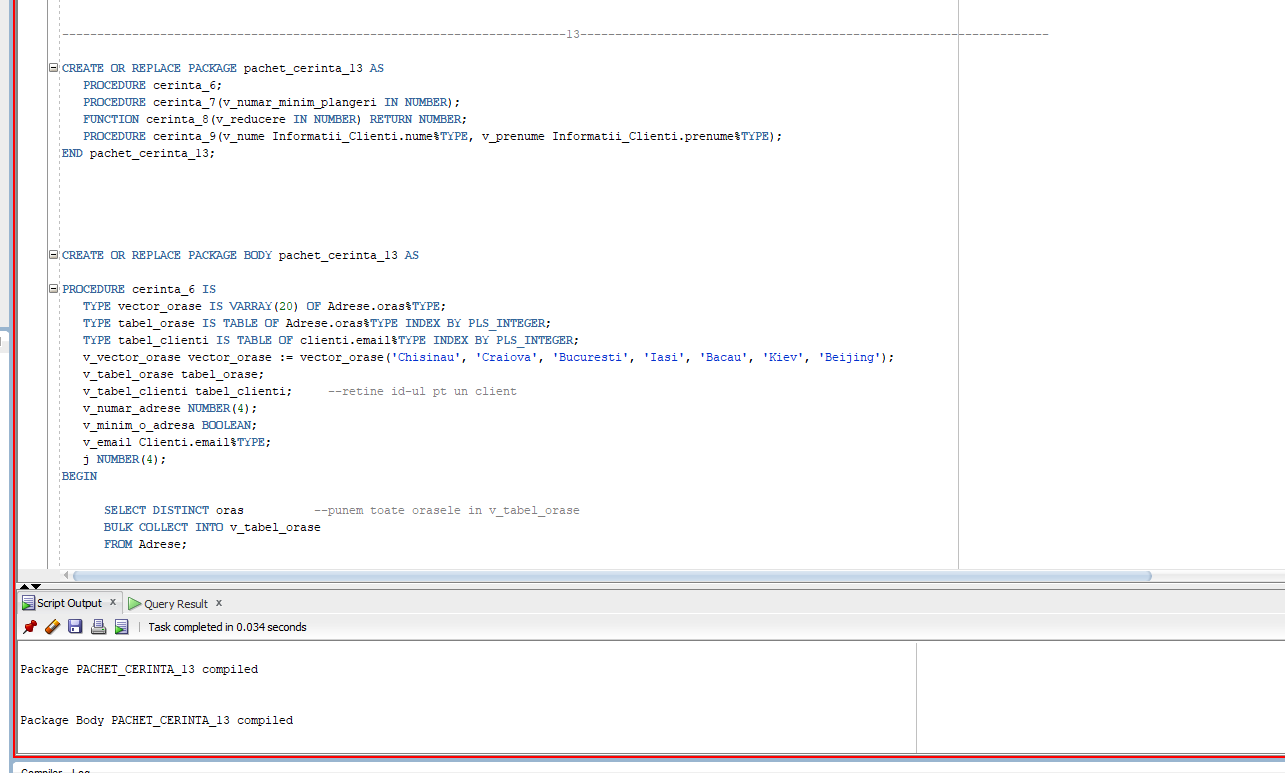 ------------------------------------------------------------------------13-------------------------------------------------------------------
CREATE OR REPLACE PACKAGE pachet_cerinta_13 AS
PROCEDURE cerinta_6;
PROCEDURE cerinta_7(v_numar_minim_plangeri IN NUMBER);
FUNCTION cerinta_8(v_reducere IN NUMBER) RETURN NUMBER;
PROCEDURE cerinta_9(v_nume Informatii_Clienti.nume%TYPE, v_prenume Informatii_Clienti.prenume%TYPE);
END pachet_cerinta_13;
CREATE OR REPLACE PACKAGE BODY pachet_cerinta_13 AS
PROCEDURE cerinta_6 IS
TYPE vector_orase IS VARRAY(20) OF Adrese.oras%TYPE;
TYPE tabel_orase IS TABLE OF Adrese.oras%TYPE INDEX BY PLS_INTEGER;
TYPE tabel_clienti IS TABLE OF clienti.email%TYPE INDEX BY PLS_INTEGER;
v_vector_orase vector_orase := vector_orase('Chisinau', 'Craiova', 'Bucuresti', 'Iasi', 'Bacau', 'Kiev', 'Beijing');
v_tabel_orase tabel_orase;
v_tabel_clienti tabel_clienti; --retine id-ul pt un client
v_numar_adrese NUMBER(4);
v_minim_o_adresa BOOLEAN;
v_email Clienti.email%TYPE;
j NUMBER(4);
BEGIN
SELECT DISTINCT oras --punem toate orasele in v_tabel_orase
BULK COLLECT INTO v_tabel_orase
FROM Adrese;
Script Output x Query Result x
Task completed in 0.034 seconds
Package PACHET_CERINTA_13 compiled
Package Body PACHET_CERINTA_13 compiled
Compiler - Log